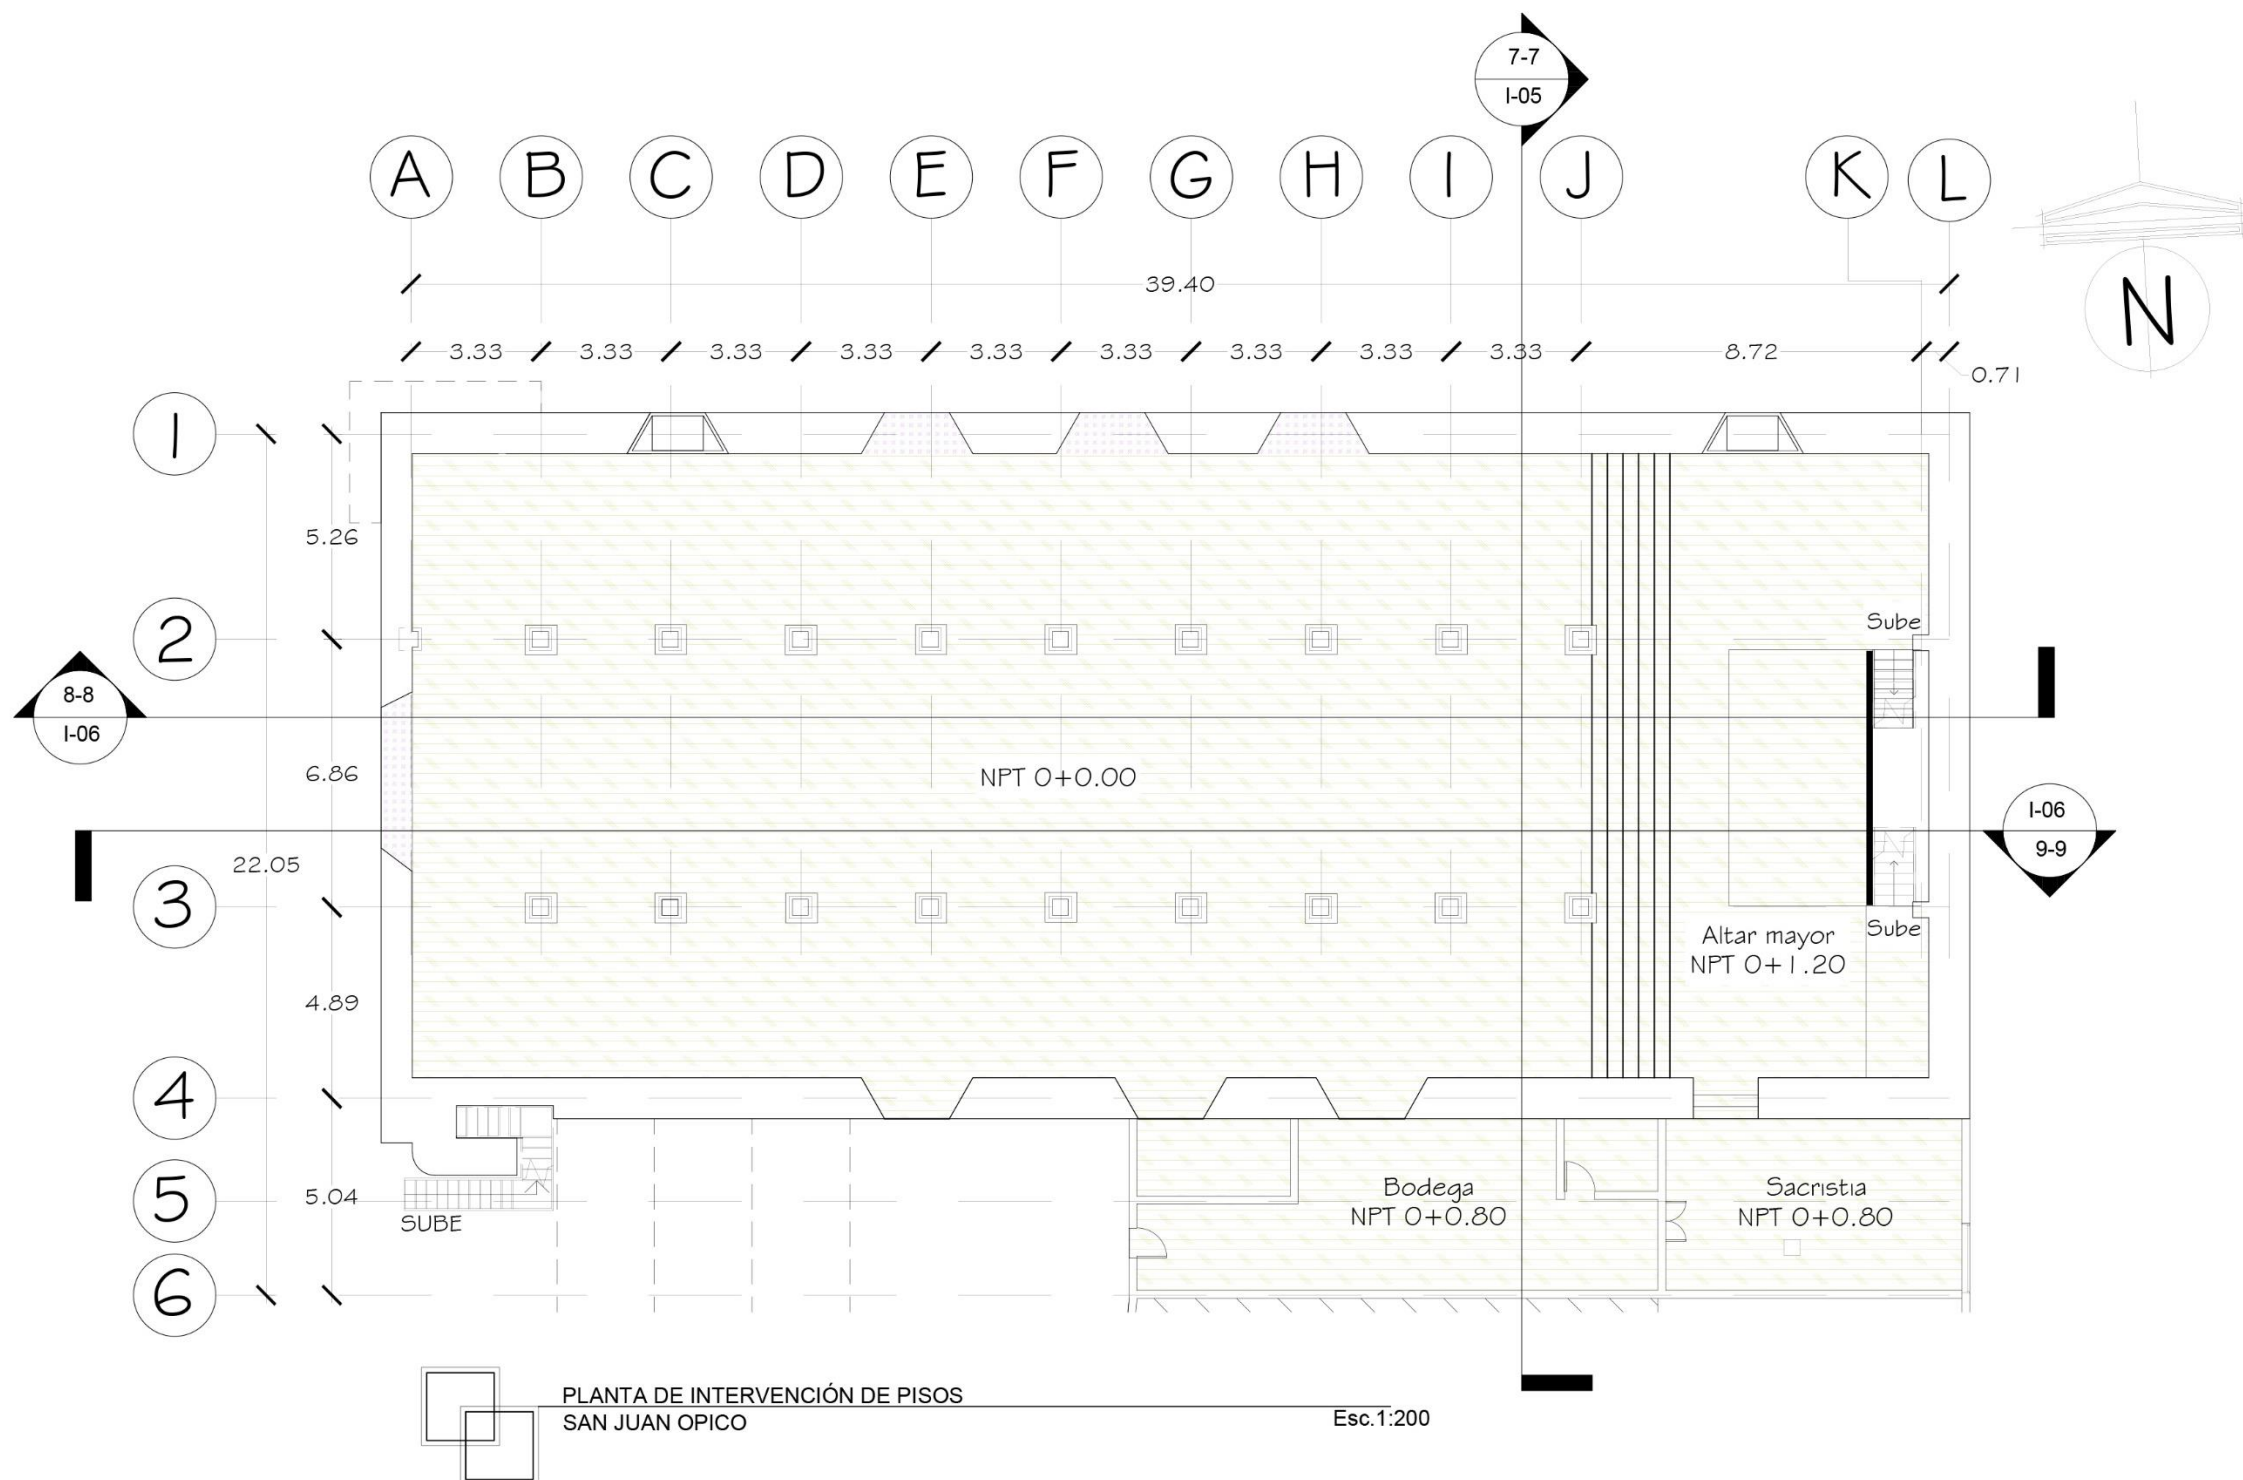 7-7
I-05
A B C D E F G H I J K L
39.40
3.33 3.33 3.33 3.33 3.33 3.33 3.33 3.33 3.33 8.72
0.71
N
1
5.26
2
Sube
8-8
I-06
6.86
NPT 0+0.00
I-06
9-9
22.05
3
Sube
Altar mayor
NPT 0+1.20
4.89
4
5
5.04
SUBE
Bodega
NPT 0+0.80
Sacristia
NPT 0+0.80
6
PLANTA DE INTERVENCIÓN DE PISOS
SAN JUAN OPICO
Esc.1:200